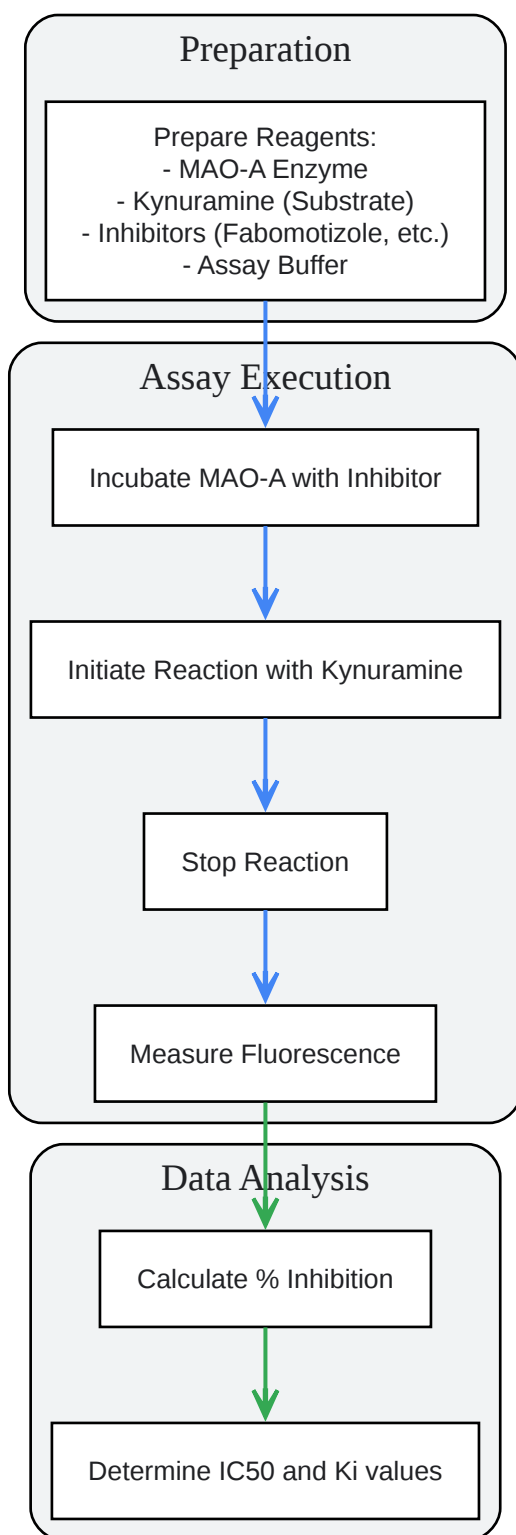 Preparation
Prepare Reagents:
- MAO-A Enzyme
- Kynuramine (Substrate)
- Inhibitors (Fabomotizole, etc.)
- Assay Buffer
Assay Execution
Incubate MAO-A with Inhibitor
Initiate Reaction with Kynuramine
Stop Reaction
Measure Fluorescence
Data Analysis
Calculate % Inhibition
Determine IC50 and Ki values